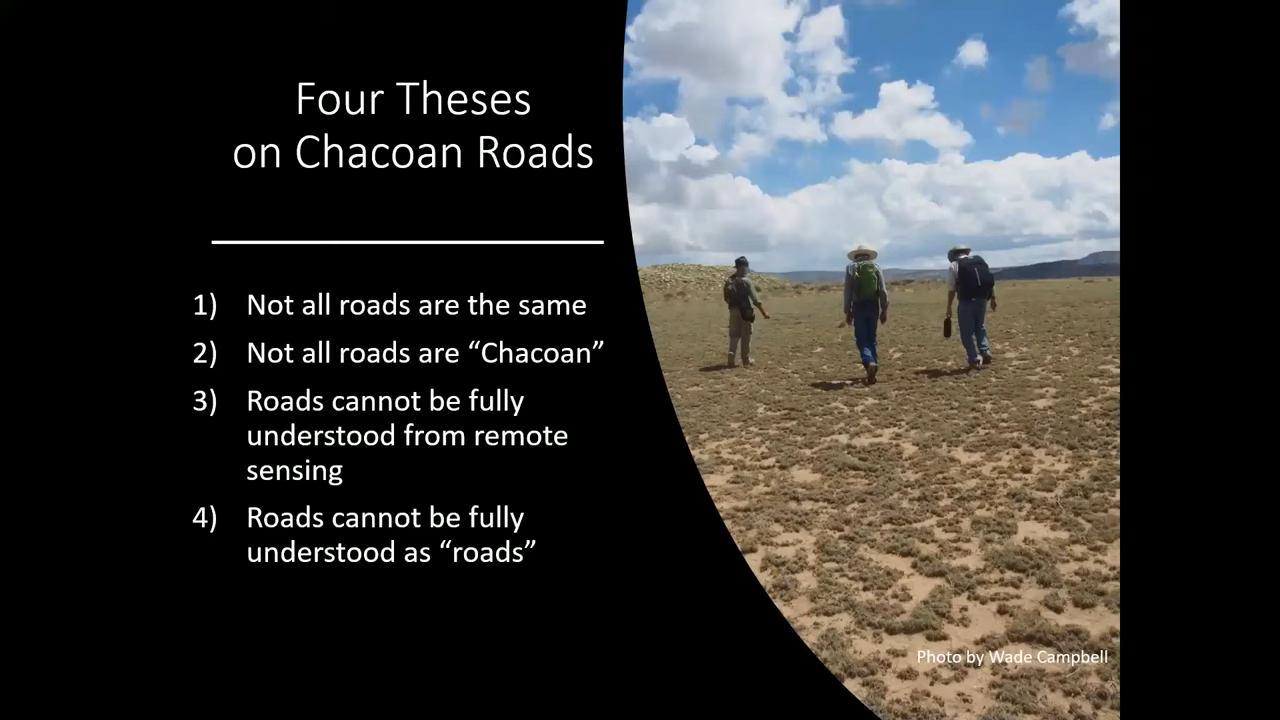 Four Theses
on Chacoan Roads
1) Not all roads are the same
2) Not all roads are “Chacoan”
3) Roads cannot be fully
understood from remote
sensing
4) Roads cannot be fully
understood as “roads”
Photo by Wade Campbell